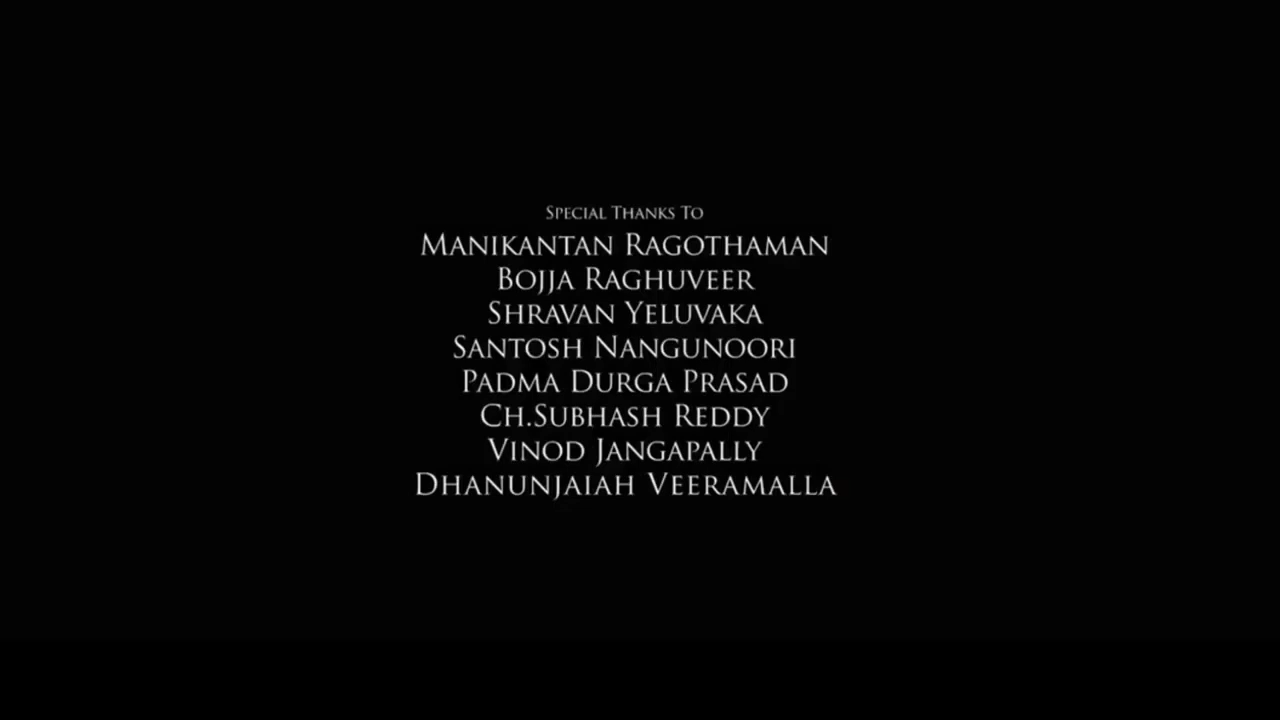 Special Thanks To
Manikantan Ragothaman
Bojja Raghuveer
Shravan Yeluvaka
Santosh Nangunoori
Padma Durga Prasad
Ch.Subhash Reddy
Vinod Jangapally
Dhanunjaiah Veeramalla